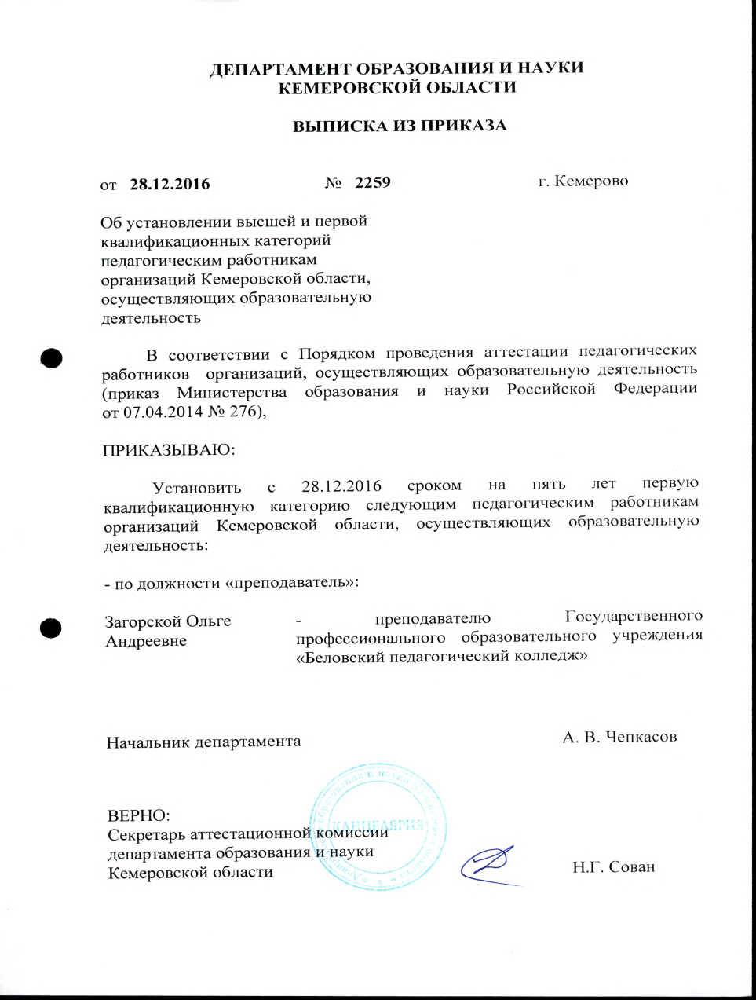 ДЕПАРТАМЕНТ ОБРАЗОВАНИЯ И НАУКИ
КЕМЕРОВСКОЙ ОБЛАСТИ
ВЫПИСКА ИЗ ПРИКАЗА
от 28.12.2016 № 2259 г. Кемерово
Об установлении высшей и первой
квалификационных категорий
педагогическим работникам
организаций Кемеровской области,
осуществляющих образовательную
деятельность
В соответствии с Порядком проведения аттестации педагогических
работников организаций, осуществляющих образовательную деятельность
(приказ Министерства образования и науки Российской Федерации
от 07.04.2014 № 276),
ПРИКАЗЫВАЮ:
Установить с 28.12.2016 сроком на пять лет первую
квалификационную категорию следующим педагогическим работникам
организаций Кемеровской области, осуществляющих образовательную
деятельность:
- по должности «преподаватель»:
Загорской Ольге
Андреевне
- преподавателю Государственного
профессионального образовательного учреждения
«Беловский педагогический колледж»
Начальник департамента А. В. Чепкасов
ВЕРНО:
Секретарь аттестационной комиссии
департамента образования и науки
Кемеровской области Н.Г. Сован
КАНЦЕЛЯРИЯ